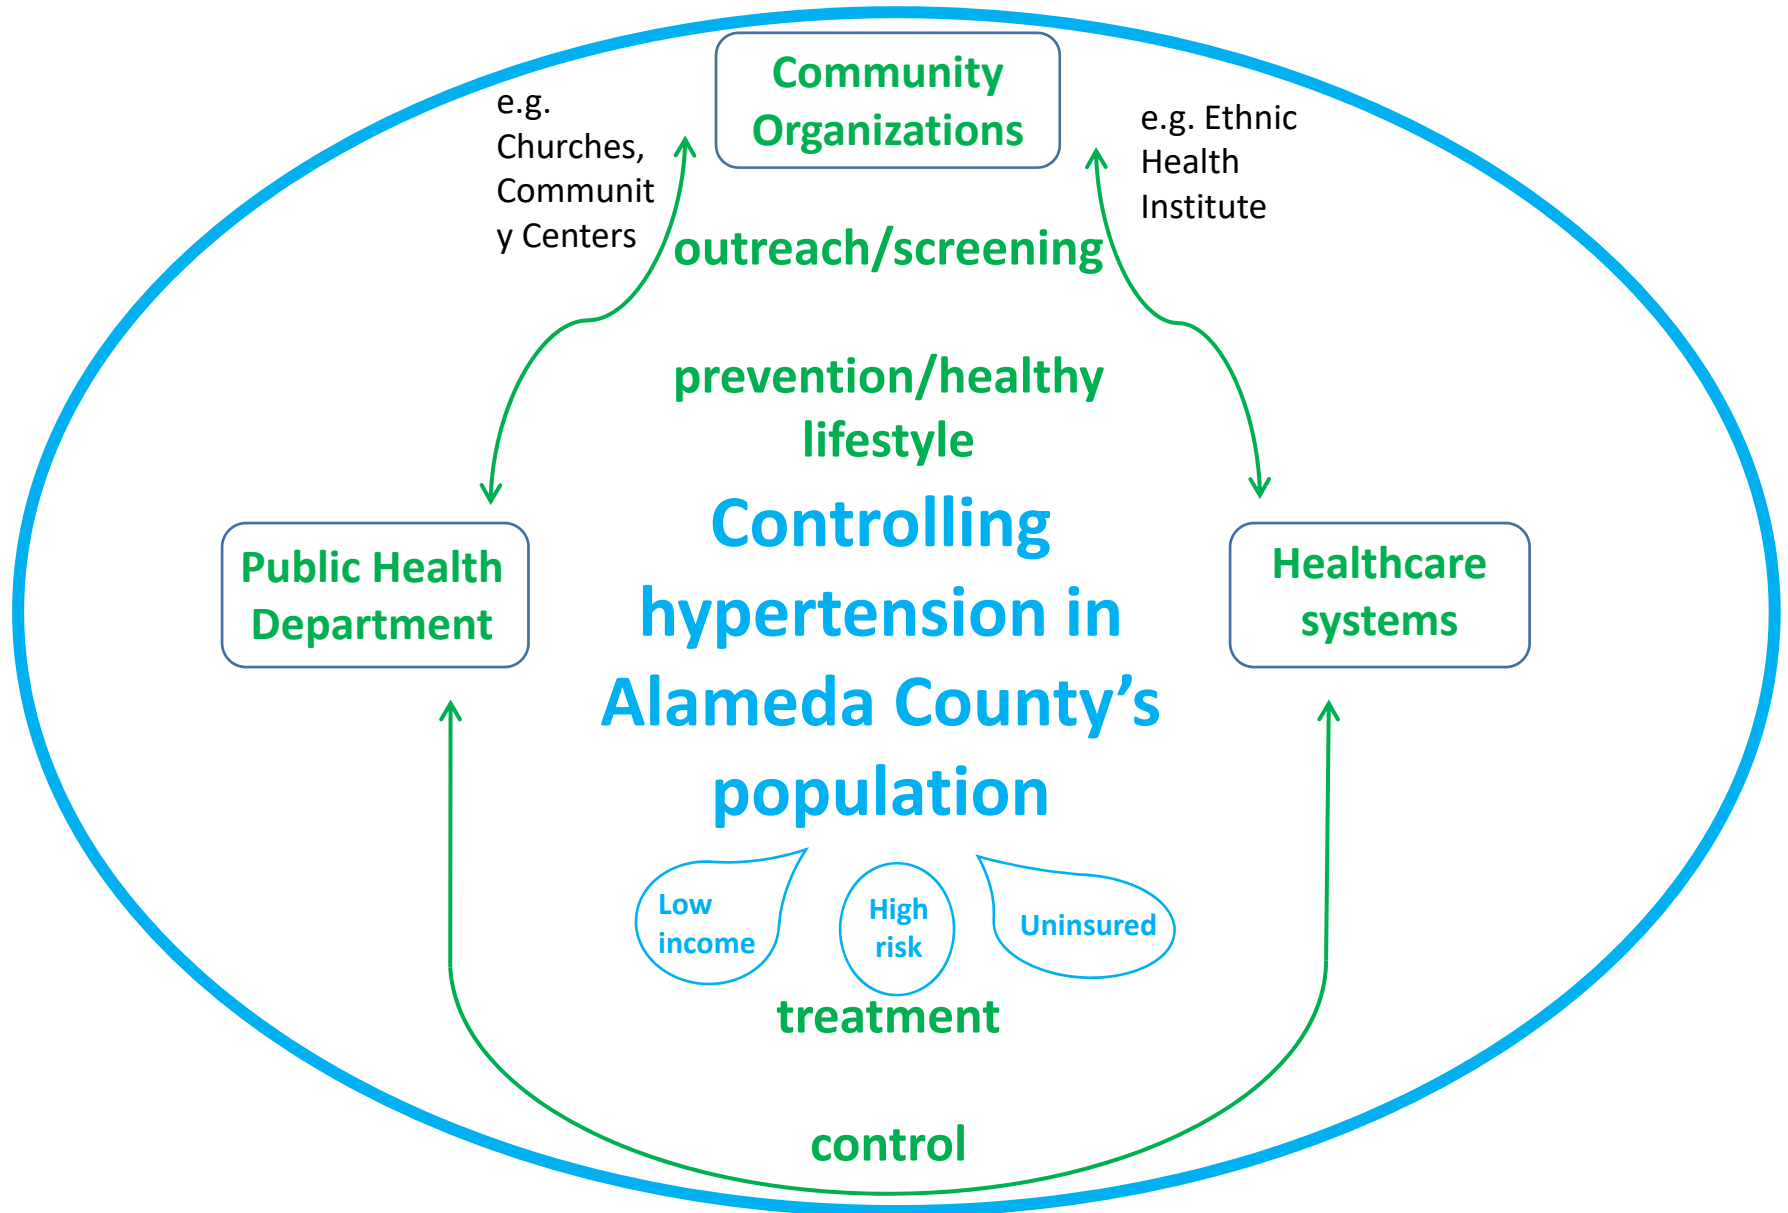 Community
Organizations
e.g.
Churches,
Communit
y Centers
e.g. Ethnic
Health
Institute
outreach/screening
prevention/healthy
lifestyle
Public Health
Department
Controlling
hypertension in
Alameda County’s
population
Healthcare
systems
Low
income
High
risk
Uninsured
treatment
control